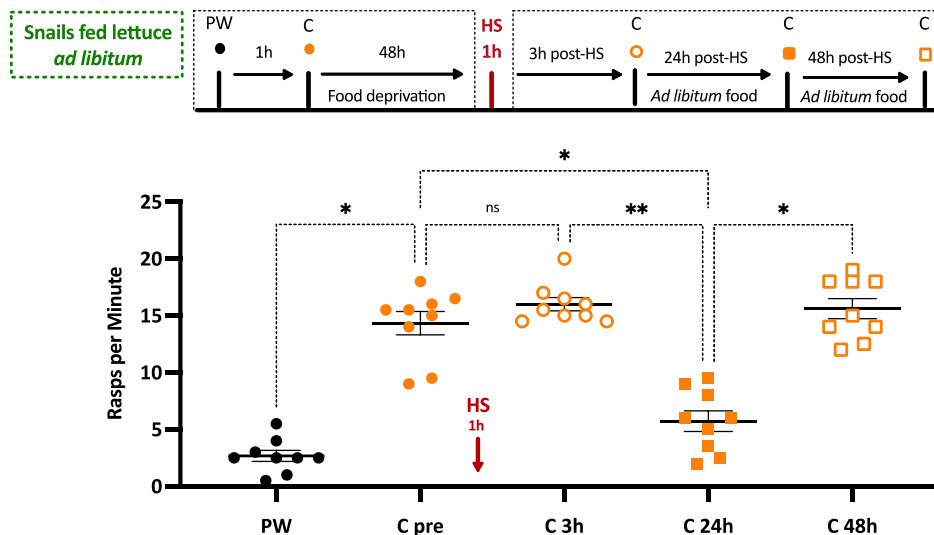 Snails fed lettuce
ad libitum
PW
C
HS
C
C
C
1h
48h
1h
3h post-HS
24h post-HS
48h post-HS
Food deprivation
Ad libitum food
Ad libitum food
*
25
*
ns
**
*
20
15
10
5
0
Rasps per Minute
HS
1h
PW
C pre
C 3h
C 24h
C 48h